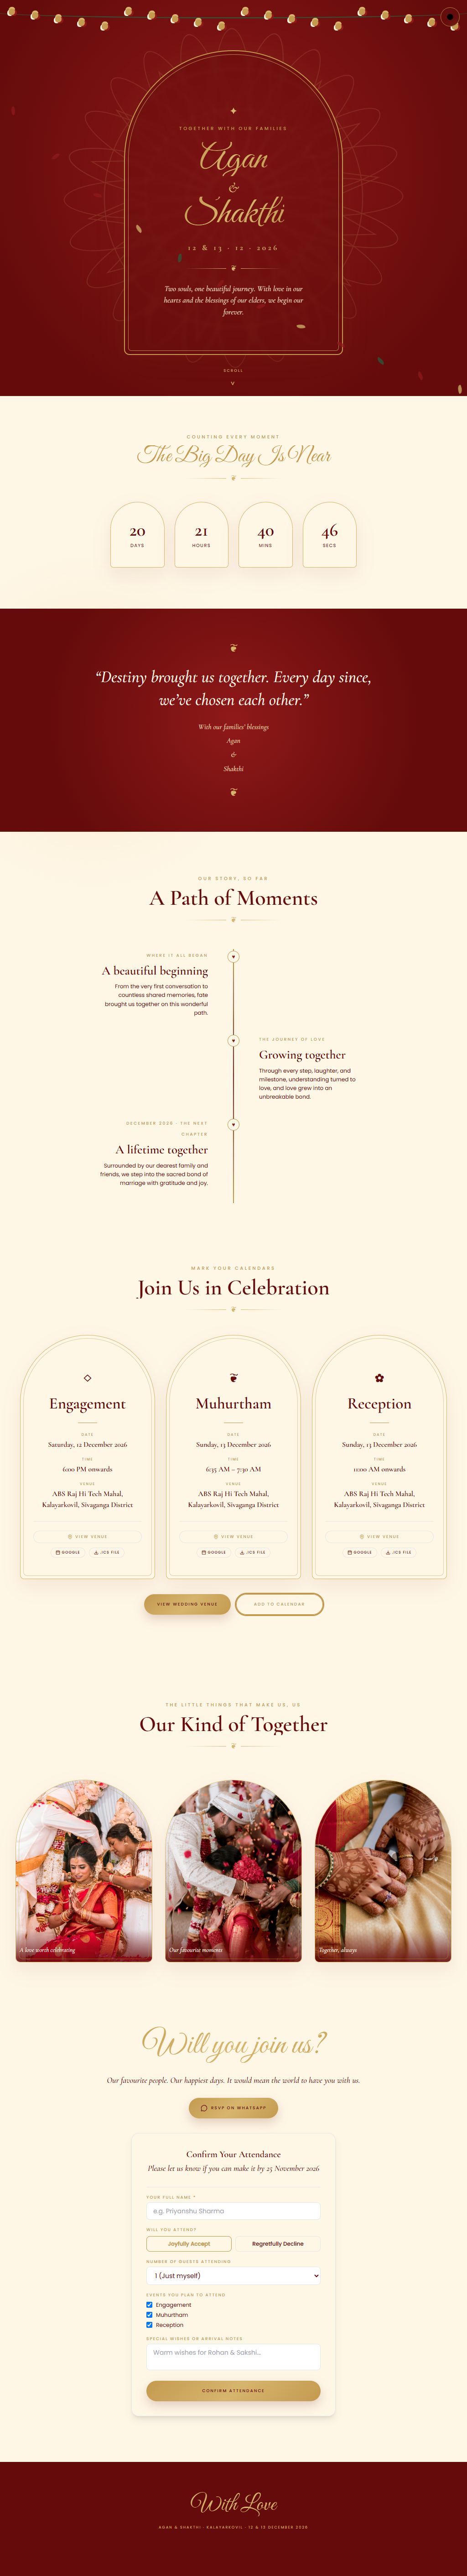 TOGETHER WITH OUR FAMILIES
Agan
&
Shakthi
12 & 13 · 12 · 2026
Two souls, one beautiful journey. With love in our
hearts and the blessings of our elders, we begin our
forever.
SCROLL
COUNTING EVERY MOMENT
The Big Day Is Near
20
DAYS
21
HOURS
40
MINS
46
SECS
“Destiny brought us together. Every day since,
we’ve chosen each other.”
With our families’ blessings
Agan
&
Shakthi
OUR STORY, SO FAR
A Path of Moments
WHERE IT ALL BEGAN
A beautiful beginning
From the very first conversation to
countless shared memories, fate
brought us together on this wonderful
path.
THE JOURNEY OF LOVE
Growing together
Through every step, laughter, and
milestone, understanding turned to
love, and love grew into an
unbreakable bond.
DECEMBER 2026 · THE NEXT
CHAPTER
A lifetime together
Surrounded by our dearest family and
friends, we step into the sacred bond of
marriage with gratitude and joy.
MARK YOUR CALENDARS
Join Us in Celebration
Engagement
DATE
Saturday, 12 December 2026
TIME
6:00 PM onwards
VENUE
ABS Raj Hi Tech Mahal,
Kalayarkovil, Sivaganga District
VIEW VENUE
GOOGLE
.ICS FILE
Muhurtham
DATE
Sunday, 13 December 2026
TIME
6:35 AM – 7:30 AM
VENUE
ABS Raj Hi Tech Mahal,
Kalayarkovil, Sivaganga District
VIEW VENUE
GOOGLE
.ICS FILE
Reception
DATE
Sunday, 13 December 2026
TIME
11:00 AM onwards
VENUE
ABS Raj Hi Tech Mahal,
Kalayarkovil, Sivaganga District
VIEW VENUE
GOOGLE
.ICS FILE
VIEW WEDDING VENUE
ADD TO CALENDAR
THE LITTLE THINGS THAT MAKE US, US
Our Kind of Together
A love worth celebrating
Our favourite moments
Together, always
Will you join us?
Our favourite people. Our happiest days. It would mean the world to have you with us.
RSVP ON WHATSAPP
Confirm Your Attendance
Please let us know if you can make it by 25 November 2026
YOUR FULL NAME *
e.g. Priyanshu Sharma
WILL YOU ATTEND?
Joyfully Accept
Regretfully Decline
NUMBER OF GUESTS ATTENDING
1 (Just myself)
EVENTS YOU PLAN TO ATTEND
Engagement
Muhurtham
Reception
SPECIAL WISHES OR ARRIVAL NOTES
Warm wishes for Rohan & Sakshi...
CONFIRM ATTENDANCE
With Love
AGAN & SHAKTHI · KALAYARKOVIL · 12 & 13 DECEMBER 2026